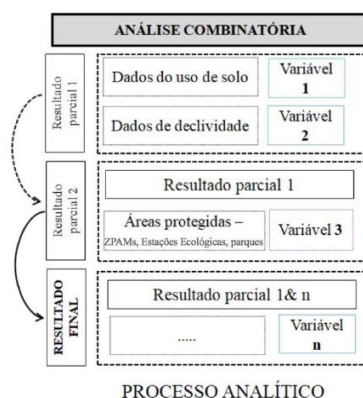 ANÁLISE COMBINATÓRIA
Resultado
parcial 1
Dados do uso de solo
Variável
1
Dados de declividade
Variável
2
Resultado
parcial 2
Resultado parcial 1
Áreas protegidas –
ZPAMs, Estações Ecológicas, parques
Variável 3
RESULTADO
FINAL
Resultado parcial 1& n
.....
Variável
n
PROCESSO ANALÍTICO